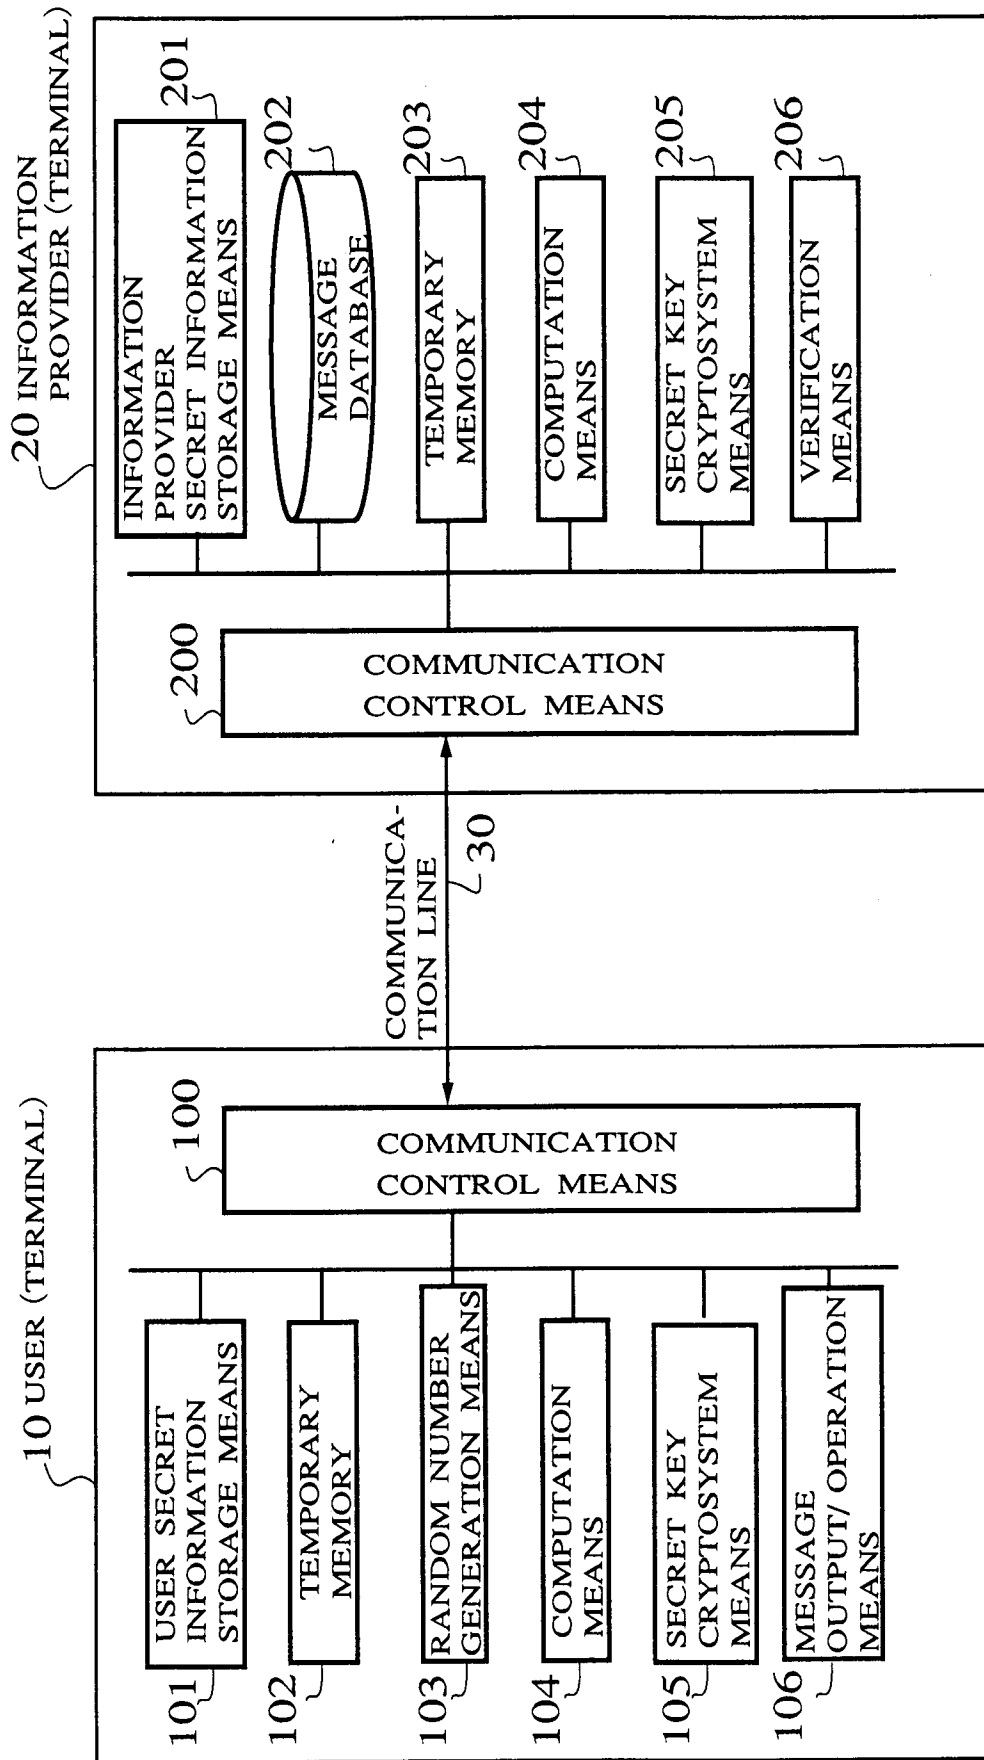 10 USER (TERMINAL)
100
COMMUNICATION
CONTROL MEANS
101
USER SECRET
INFORMATION
STORAGE MEANS
102
TEMPORARY
MEMORY
103
RANDOM NUMBER
GENERATION MEANS
104
COMPUTATION
MEANS
105
SECRET KEY
CRYPTOSYSTEM
MEANS
106
MESSAGE
OUTPUT/ OPERATION
MEANS
COMMUNICA-
TION LINE
30
20 INFORMATION
PROVIDER (TERMINAL)
200
COMMUNICATION
CONTROL MEANS
INFORMATION
PROVIDER
SECRET INFORMATION
STORAGE MEANS
201
MESSAGE
DATABASE
202
TEMPORARY
MEMORY
203
COMPUTATION
MEANS
204
SECRET KEY
CRYPTOSYSTEM
MEANS
205
VERIFICATION
MEANS
206